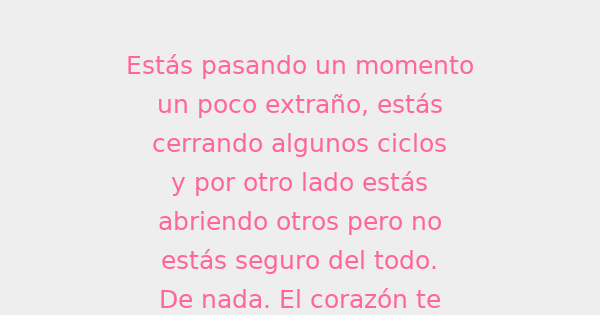 Estás pasando un momento
un poco extraño, estás
cerrando algunos ciclos
y por otro lado estás
abriendo otros pero no
estás seguro del todo.
De nada. El corazón te